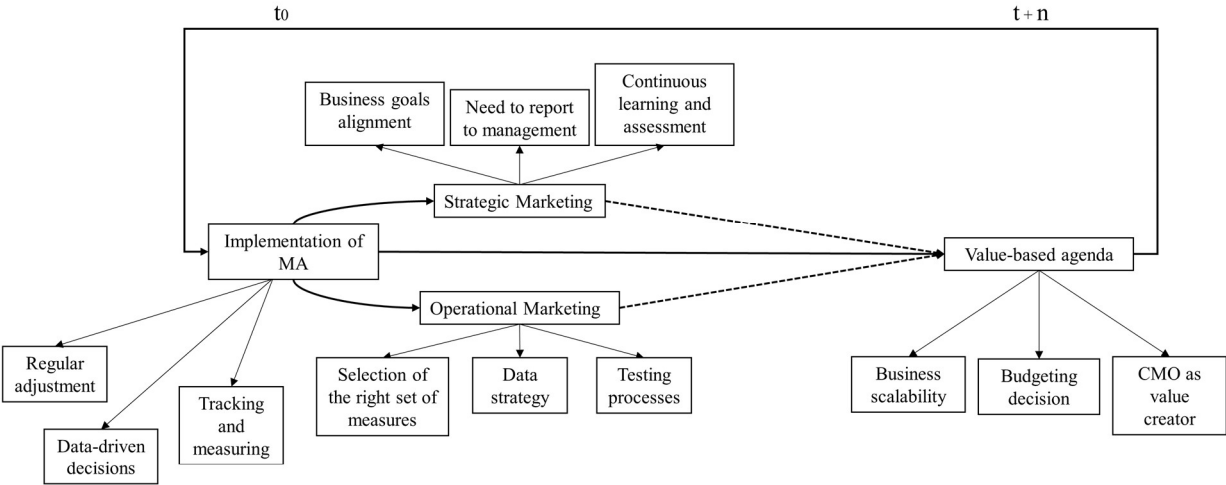 t0
t + n
Business goals
alignment
Need to report
to management
Continuous
learning and
assessment
Strategic Marketing
Implementation of
MA
Value-based agenda
Operational Marketing
Regular
adjustment
Data-driven
decisions
Tracking
and
measuring
Selection of
the right set of
measures
Data
strategy
Testing
processes
Business
scalability
Budgeting
decision
CMO as
value
creator